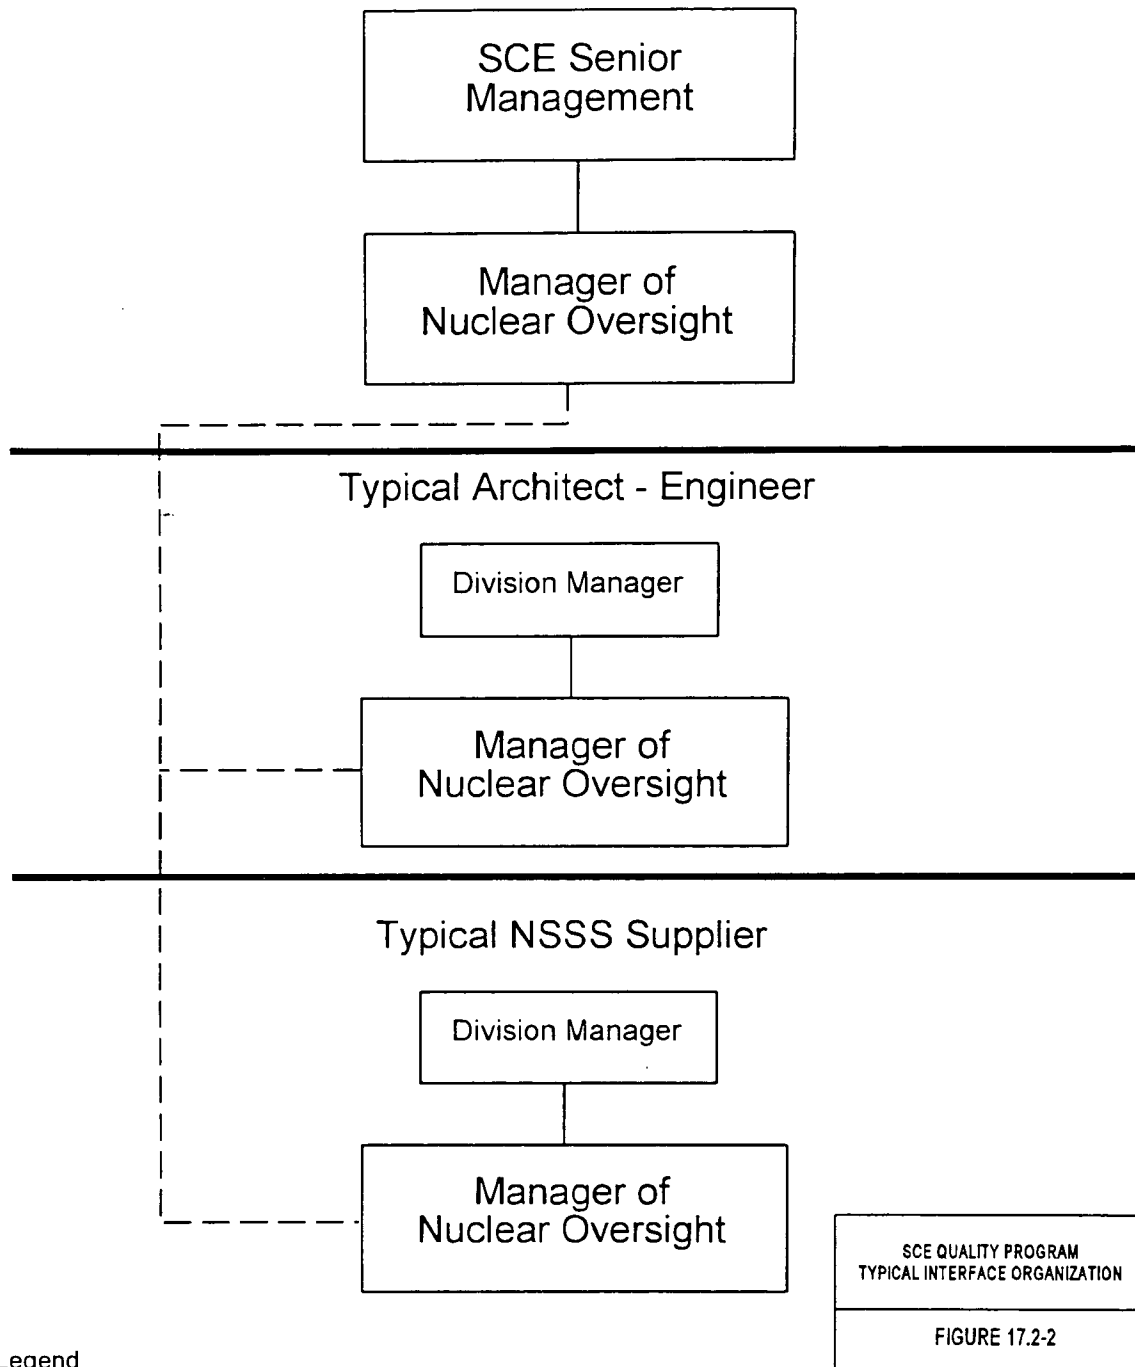 SCE Senior
Management
Manager of
Nuclear Oversight
Typical Architect - Engineer
Division Manager
Manager of
Nuclear Oversight
Typical NSSS Supplier
Division Manager
Manager of
Nuclear Oversight
SCE QUALITY PROGRAM
TYPICAL INTERFACE ORGANIZATION
FIGURE 17.2-2
egend